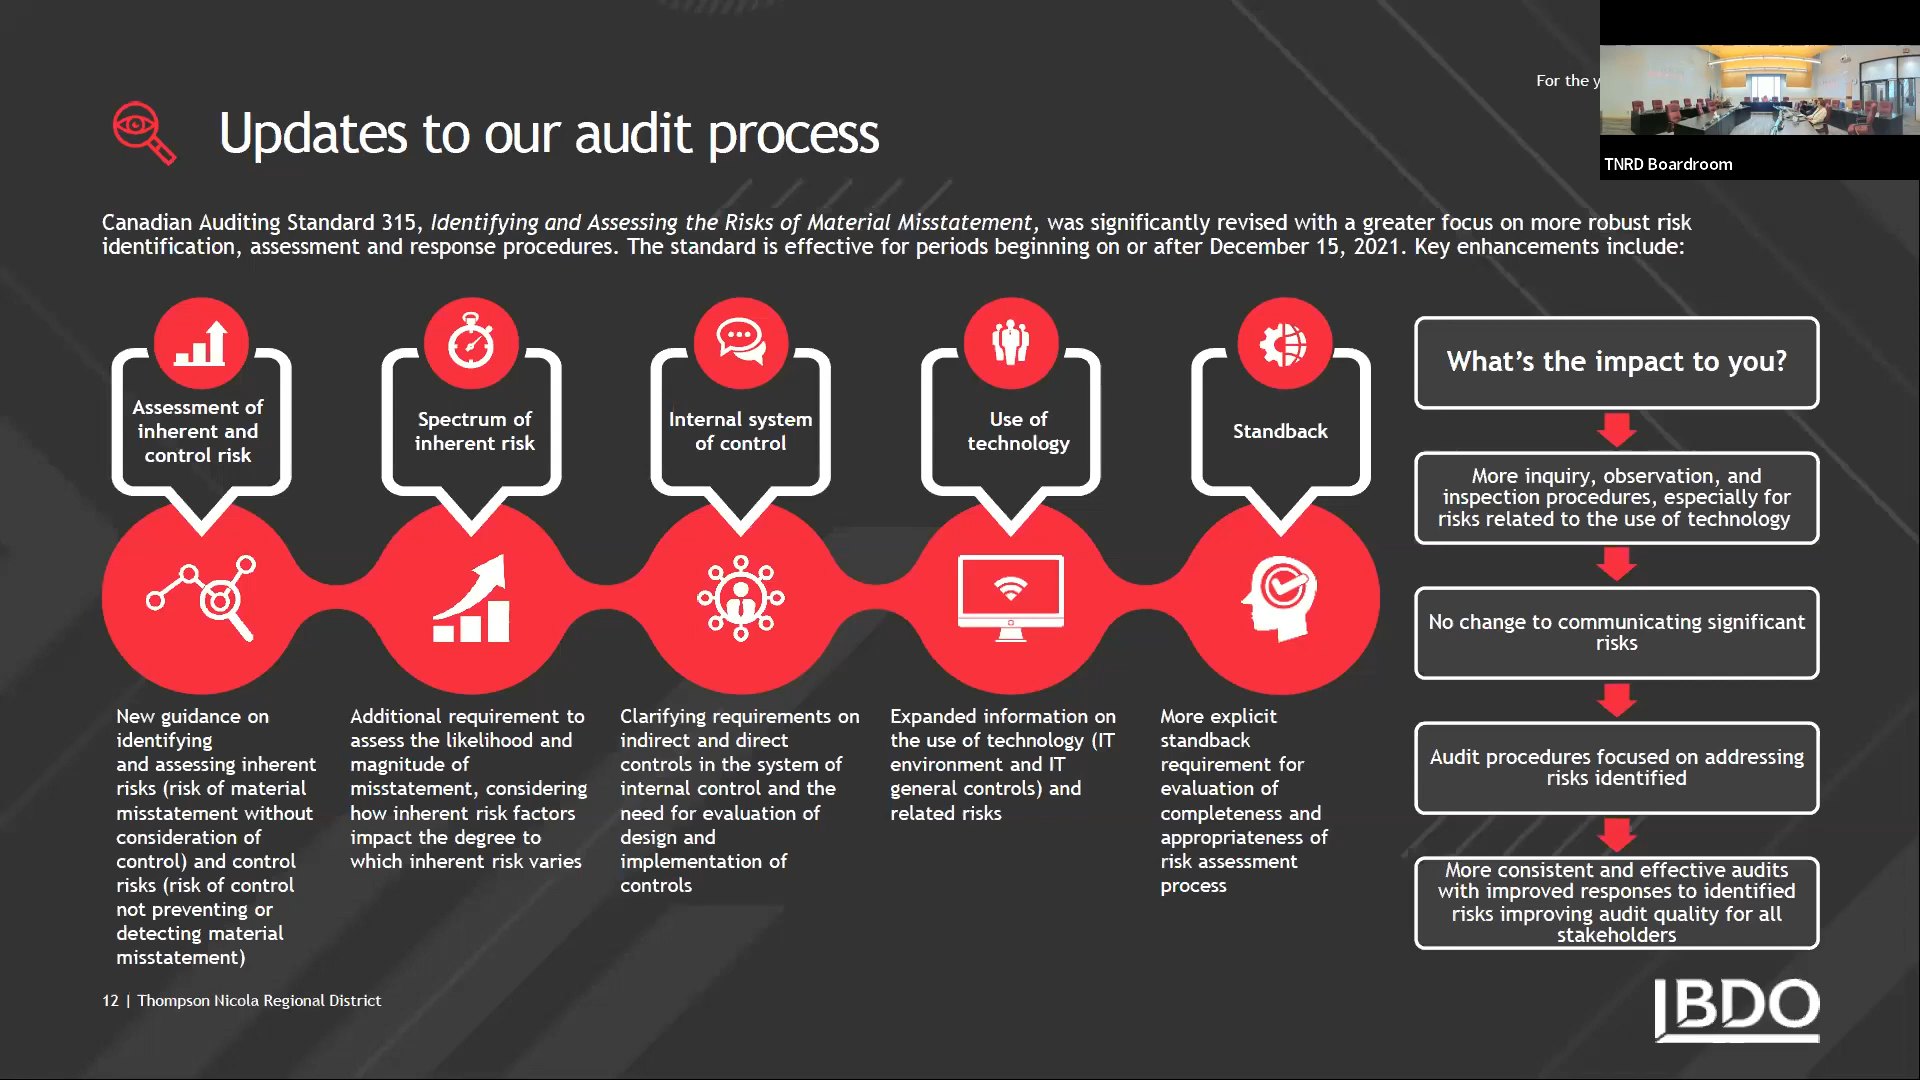 For the y
TNRD Boardroom
Updates to our audit process
Canadian Auditing Standard 315, Identifying and Assessing the Risks of Material Misstatement, was significantly revised with a greater focus on more robust risk
identification, assessment and response procedures. The standard is effective for periods beginning on or after December 15, 2021. Key enhancements include:
Assessment of
inherent and
control risk
New guidance on
identifying
and assessing inherent
risks (risk of material
misstatement without
consideration of
control) and control
risks (risk of control
not preventing or
detecting material
misstatement)
Spectrum of
inherent risk
Additional requirement to
assess the likelihood and
magnitude of
misstatement, considering
how inherent risk factors
impact the degree to
which inherent risk varies
Internal system
of control
Clarifying requirements on
indirect and direct
controls in the system of
internal control and the
need for evaluation of
design and
implementation of
controls
Use of
technology
Expanded information on
the use of technology (IT
environment and IT
general controls) and
related risks
Standback
More explicit
standback
requirement for
evaluation of
completeness and
appropriateness of
risk assessment
process
What’s the impact to you?
More inquiry, observation, and
inspection procedures, especially for
risks related to the use of technology
No change to communicating significant
risks
Audit procedures focused on addressing
risks identified
More consistent and effective audits
with improved responses to identified
risks improving audit quality for all
stakeholders
12 | Thompson Nicola Regional District
BDO